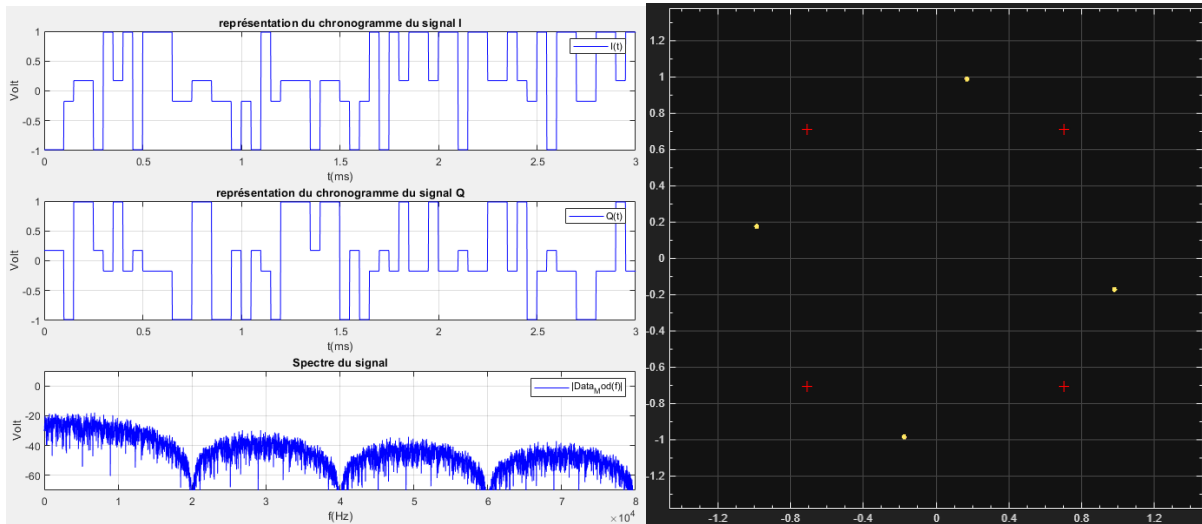 représentation du chronogramme du signal I
1
0.5
0
-0.5
-1
Volt
I(t)
0 0.5 1 1.5 2 2.5 3
t(ms)
représentation du chronogramme du signal Q
1
0.5
0
-0.5
-1
Volt
Q(t)
0 0.5 1 1.5 2 2.5 3
t(ms)
Spectre du signal
0
-20
-40
-60
Volt
|Data_Mod(f)|
0 1 2 3 4 5 6 7 8
f(Hz)
×10^4
1.2
1
0.8
0.6
0.4
0.2
0
-0.2
-0.4
-0.6
-0.8
-1
-1.2
-1.2 -0.8 -0.4 0 0.4 0.8 1.2